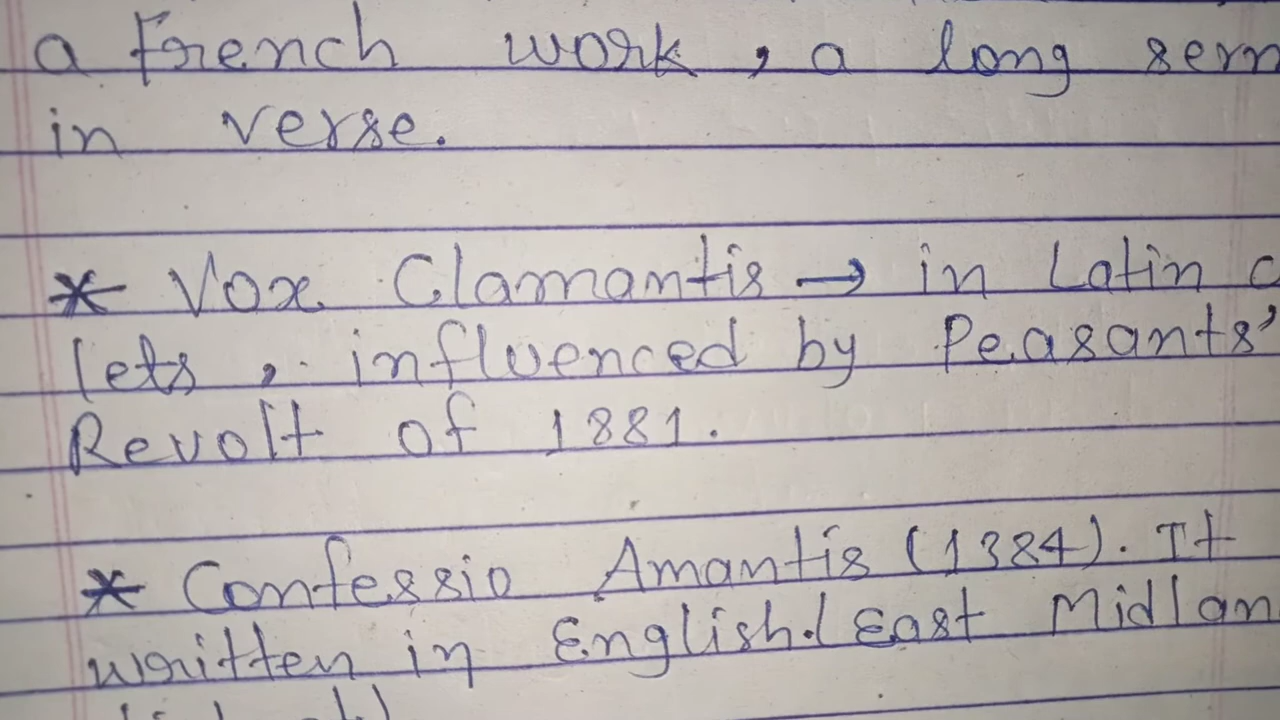 a French work, a long serm
in verse.
* Vox Clamantis → in Latin c
lets, influenced by Peasants'
Revolt of 1881.
* Confessio Amantis (1384). It
written in English.(East Midlan